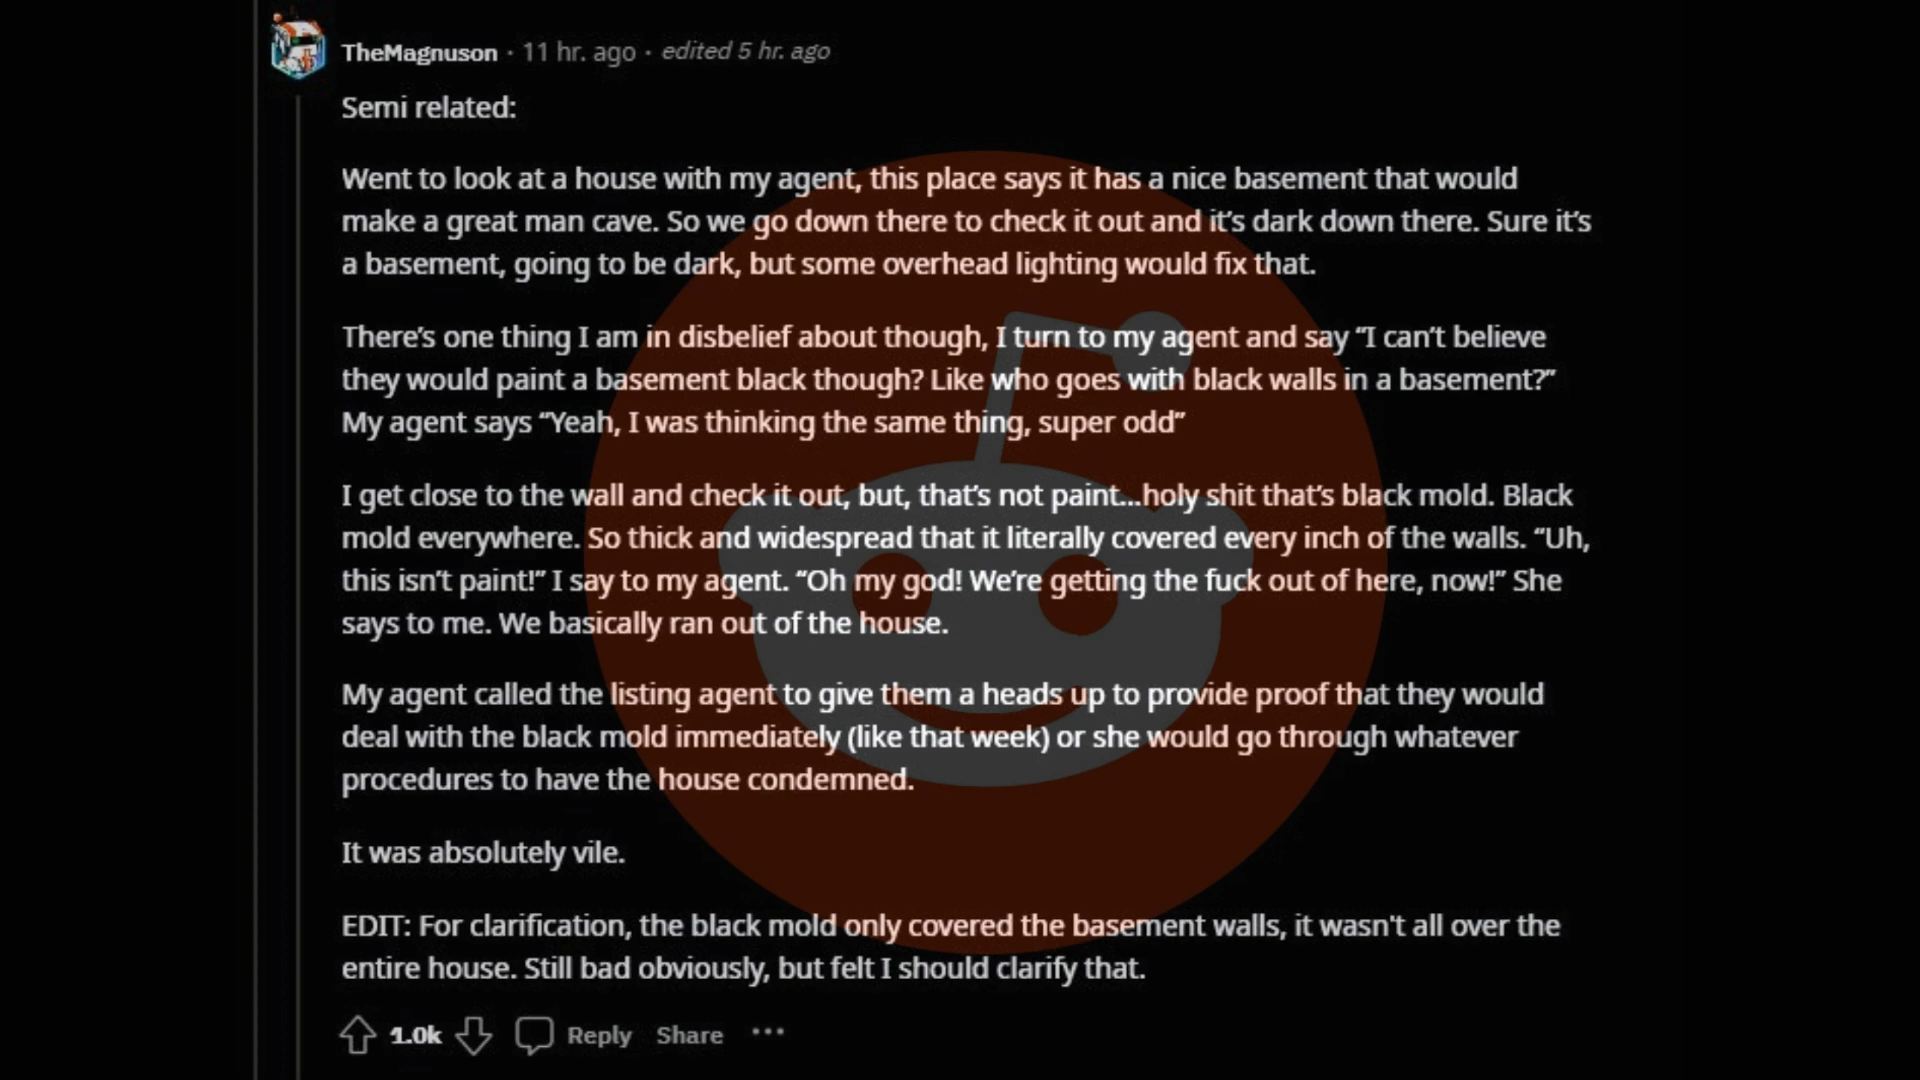 TheMagnuson · 11 hr. ago · edited 5 hr. ago
Semi related:
Went to look at a house with my agent, this place says it has a nice basement that would
make a great man cave. So we go down there to check it out and it's dark down there. Sure it's
a basement, going to be dark, but some overhead lighting would fix that.
There's one thing I am in disbelief about though, I turn to my agent and say “I can't believe
they would paint a basement black though? Like who goes with black walls in a basement?”
My agent says “Yeah, I was thinking the same thing, super odd”
I get close to the wall and check it out, but, that's not paint...holy shit that's black mold. Black
mold everywhere. So thick and widespread that it literally covered every inch of the walls. “Uh,
this isn't paint!” I say to my agent. “Oh my god! We're getting the fuck out of here, now!” She
says to me. We basically ran out of the house.
My agent called the listing agent to give them a heads up to provide proof that they would
deal with the black mold immediately (like that week) or she would go through whatever
procedures to have the house condemned.
It was absolutely vile.
EDIT: For clarification, the black mold only covered the basement walls, it wasn't all over the
entire house. Still bad obviously, but felt I should clarify that.
1.0k Reply Share ...